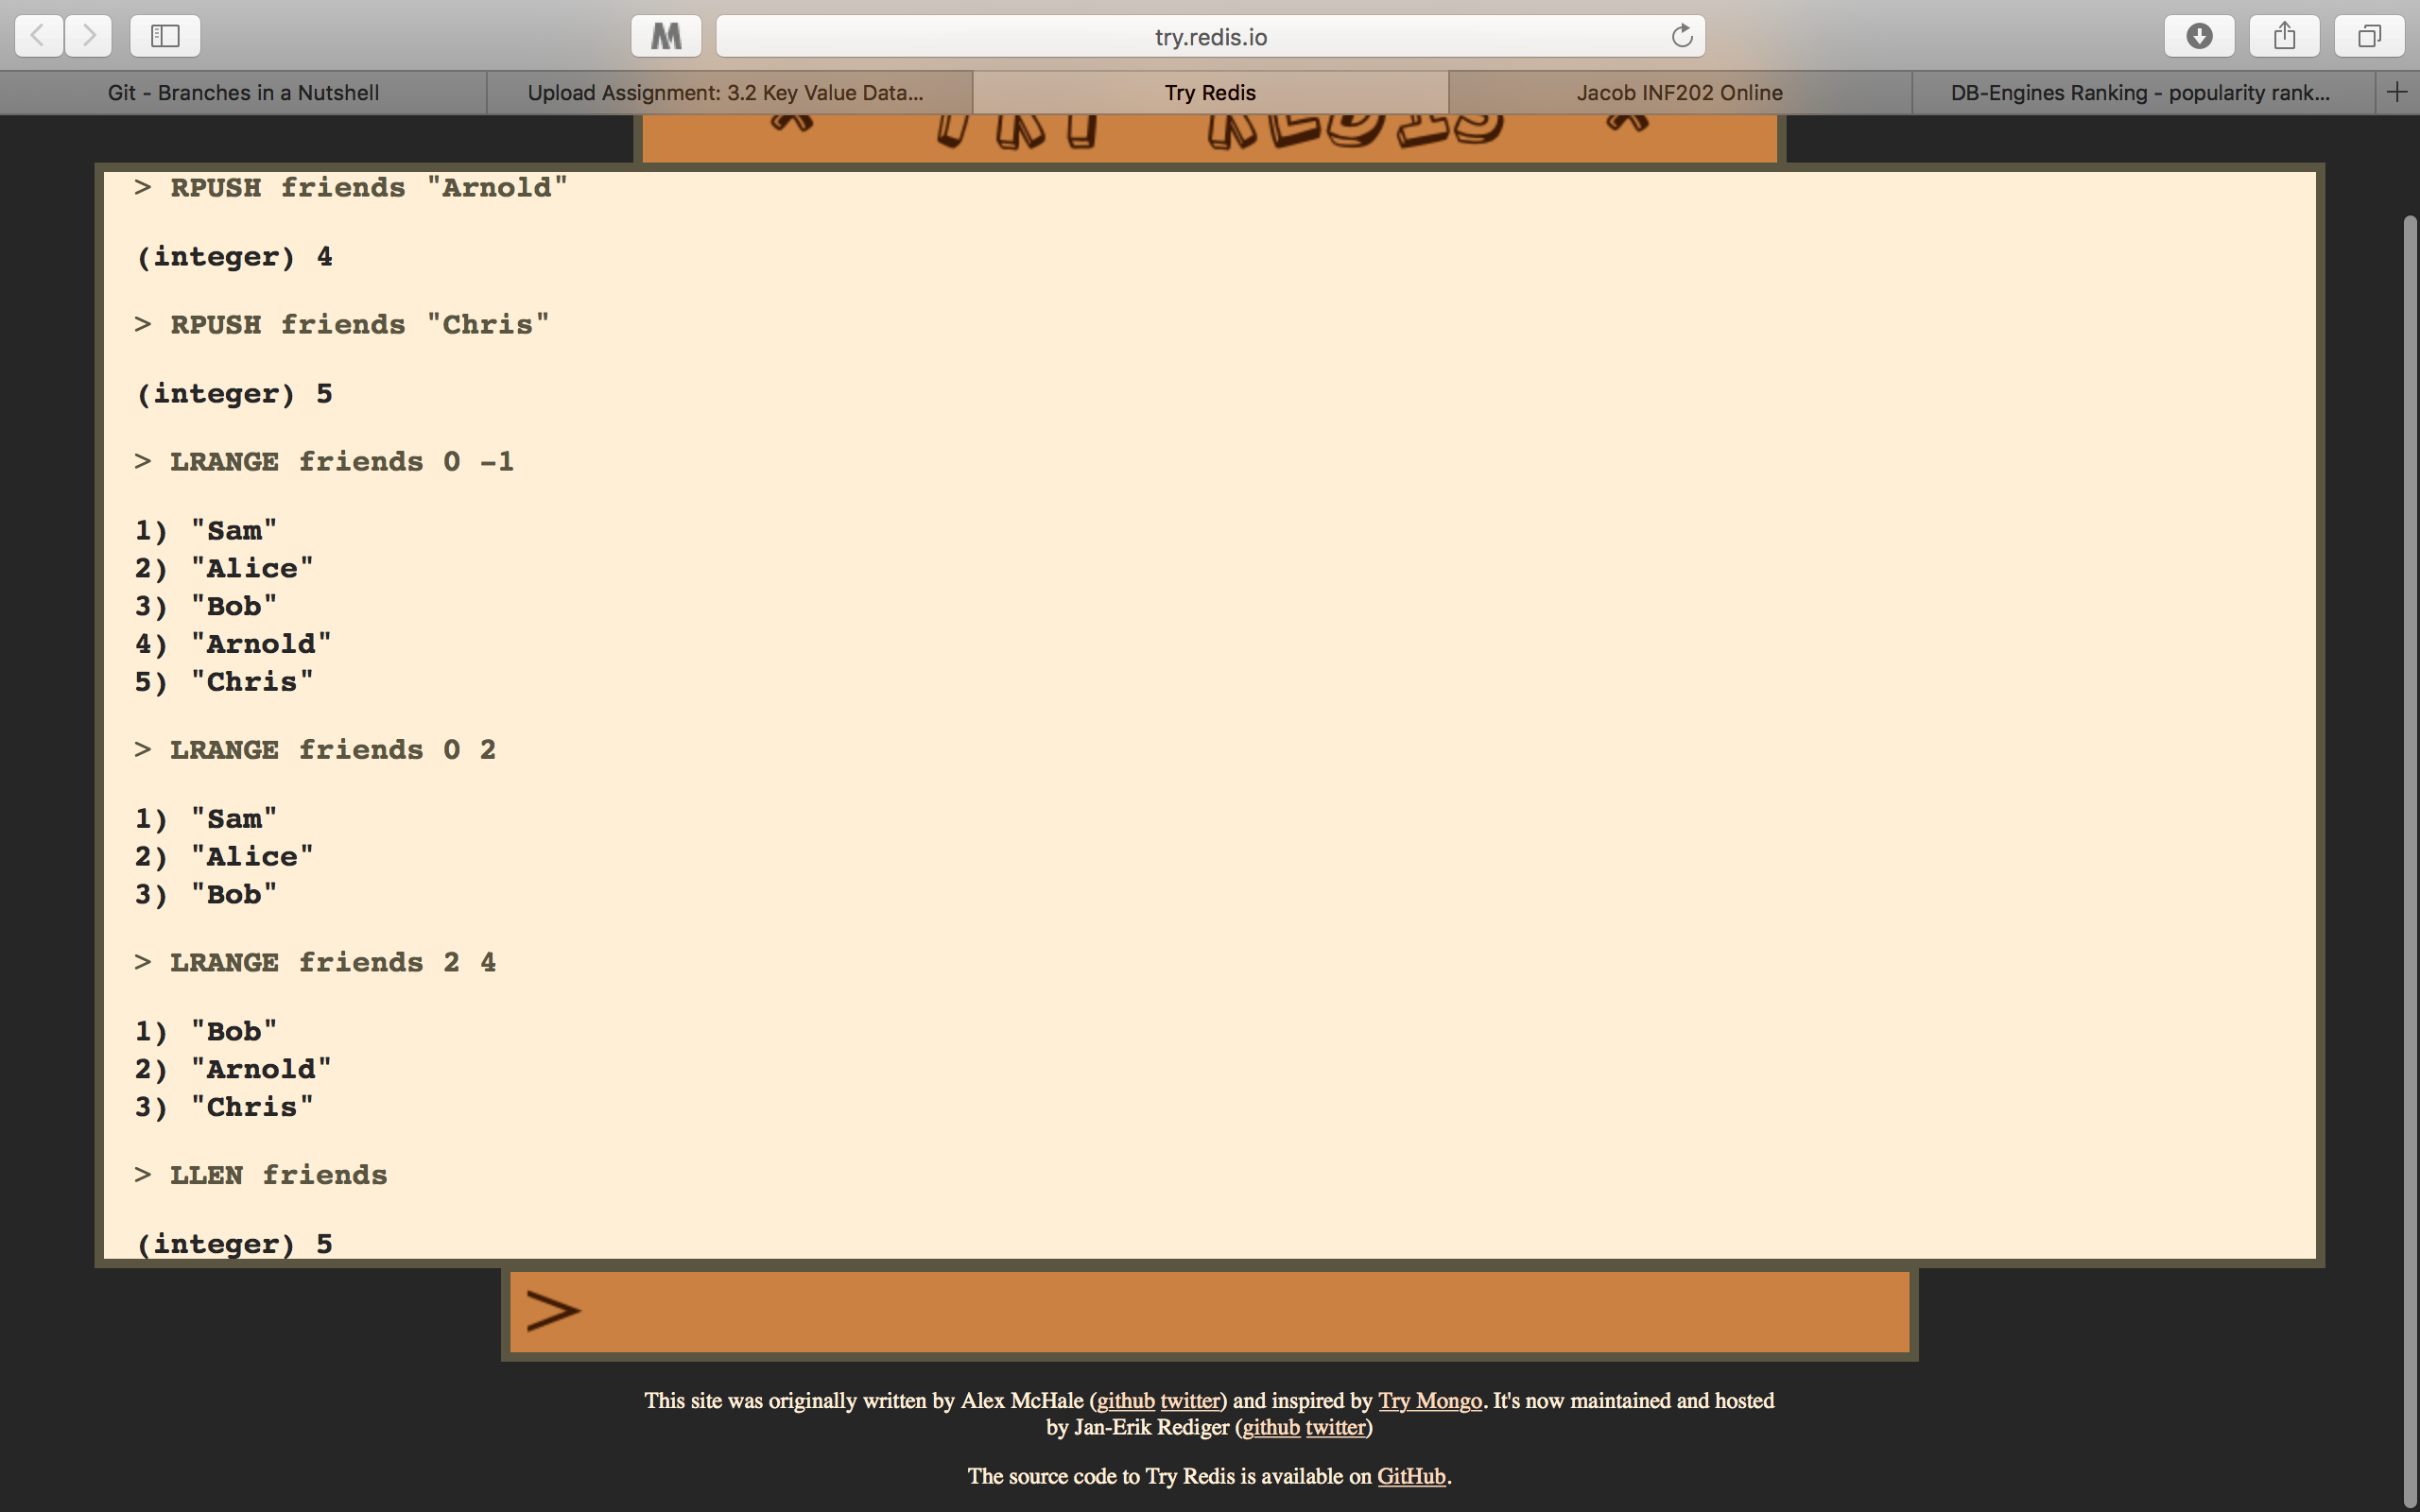 try.redis.io
Git - Branches in a Nutshell
Upload Assignment: 3.2 Key Value Data...
Try Redis
Jacob INF202 Online
DB-Engines Ranking - popularity rank...
TRY REDIS
> RPUSH friends "Arnold"
(integer) 4
> RPUSH friends "Chris"
(integer) 5
> LRANGE friends 0 -1
1) "Sam"
2) "Alice"
3) "Bob"
4) "Arnold"
5) "Chris"
> LRANGE friends 0 2
1) "Sam"
2) "Alice"
3) "Bob"
> LRANGE friends 2 4
1) "Bob"
2) "Arnold"
3) "Chris"
> LLEN friends
(integer) 5
>
This site was originally written by Alex McHale (github twitter) and inspired by Try Mongo. It's now maintained and hosted
by Jan-Erik Rediger (github twitter)
The source code to Try Redis is available on GitHub.